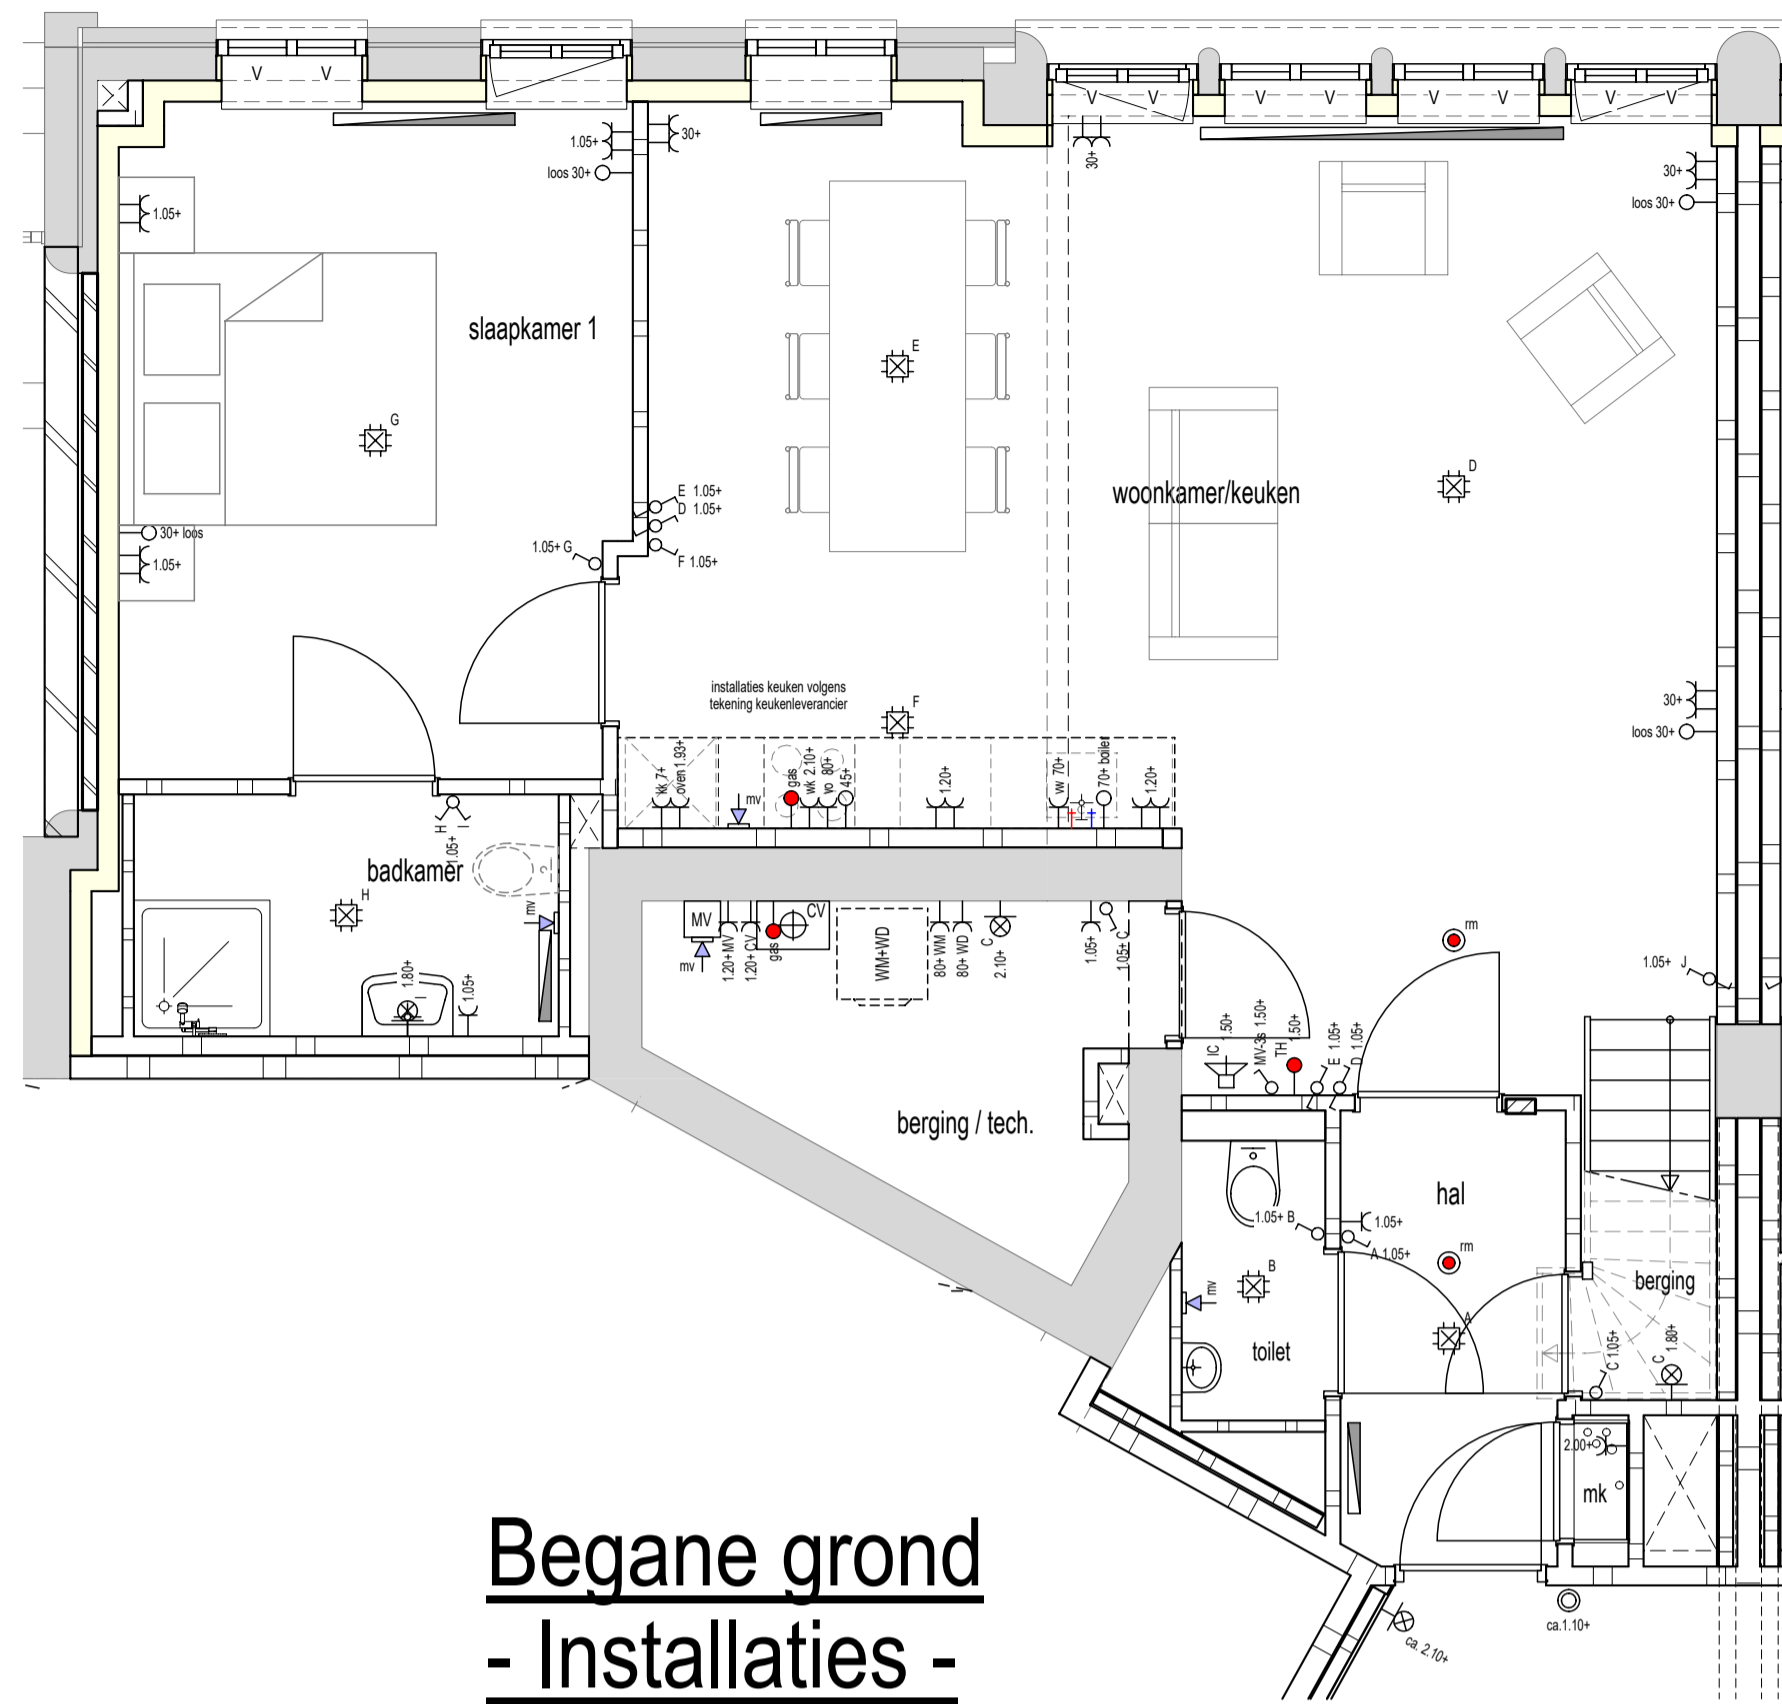 V V
V V V V V V V V
1.05+
30+
loos 30+
30+
30+
loos 30+
1.05+
slaapkamer 1
E
G
woonkamer/keuken
D
E 1.05+
D 1.05+
F 1.05+
30+ loos
1.05+
1.05+ G
installaties keuken volgens
tekening keukenleverancier
F
30+
loos 30+
kk 7+
oven 1.93+
mv
gas
wk 2.10+
vo 80+
45+
1.20+
vw 70+
70+ boiler
1.20+
H
I
1.05+
badkamer
H
mv
1.80+
I
1.05+
MV
mv
1.20+ MV
1.20+ CV
gas
CV
WM+WD
80+ WM
80+ WD
C
2.10+
1.05+
1.05+ C
rm
1.05+ J
IC 1.50+
MV-3s 1.50+
TH 1.50+
E 1.05+
D 1.05+
berging / tech.
hal
1.05+ B
1.05+
A 1.05+
rm
B
mv
berging
A
toilet
C 1.05+
C 1.80+
2.00+
mk
ca. 2.10+
ca.1.10+
Begane grond
- Installaties -